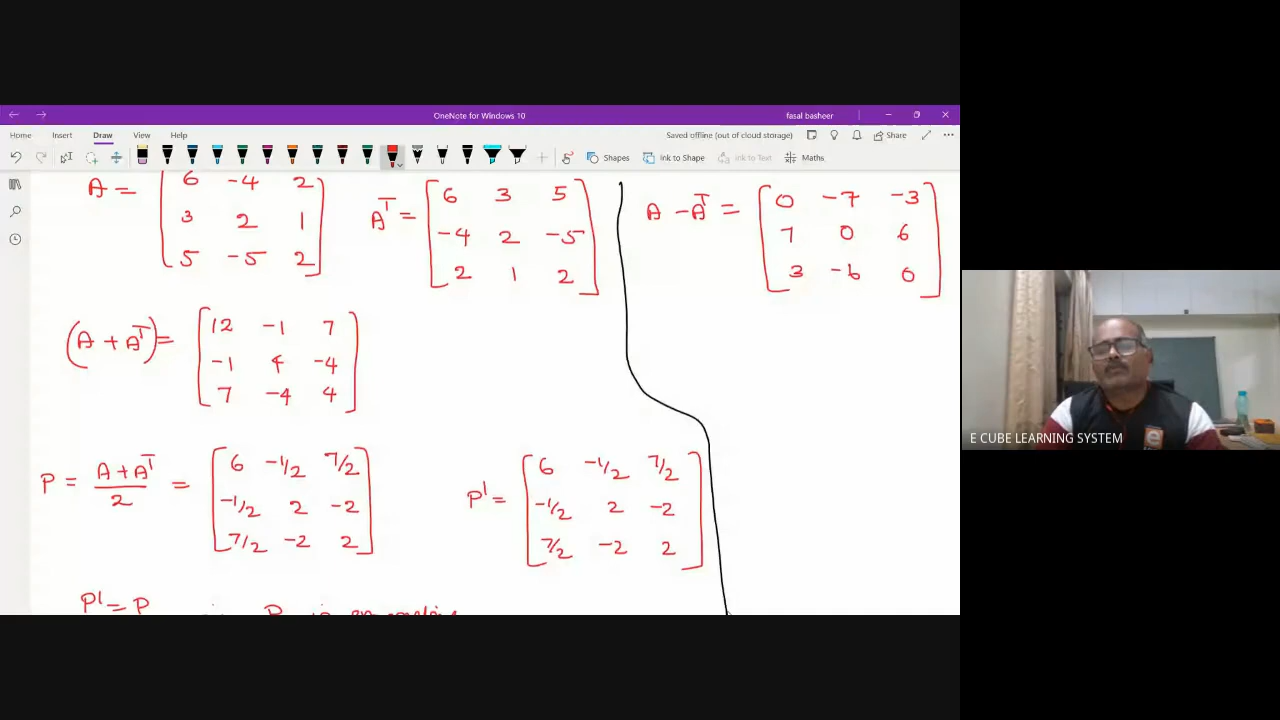 OneNote for Windows 10
fasal basheer
Home Insert Draw View Help
Saved offline (out of cloud storage) Share
Shapes Ink to Shape Ink to Text Maths
A = [ 6 -4 2
3 2 1
5 -5 2 ]
A^T = [ 6 3 5
-4 2 -5
2 1 2 ]
(A + A^T) = [ 12 -1 7
-1 4 -4
7 -4 4 ]
P = (A + A^T)/2 = [ 6 -1/2 7/2
-1/2 2 -2
7/2 -2 2 ]
P' = [ 6 -1/2 7/2
-1/2 2 -2
7/2 -2 2 ]
P' = P
P is
A - A^T = [ 0 -7 -3
7 0 6
3 -6 0 ]
E CUBE LEARNING SYSTEM